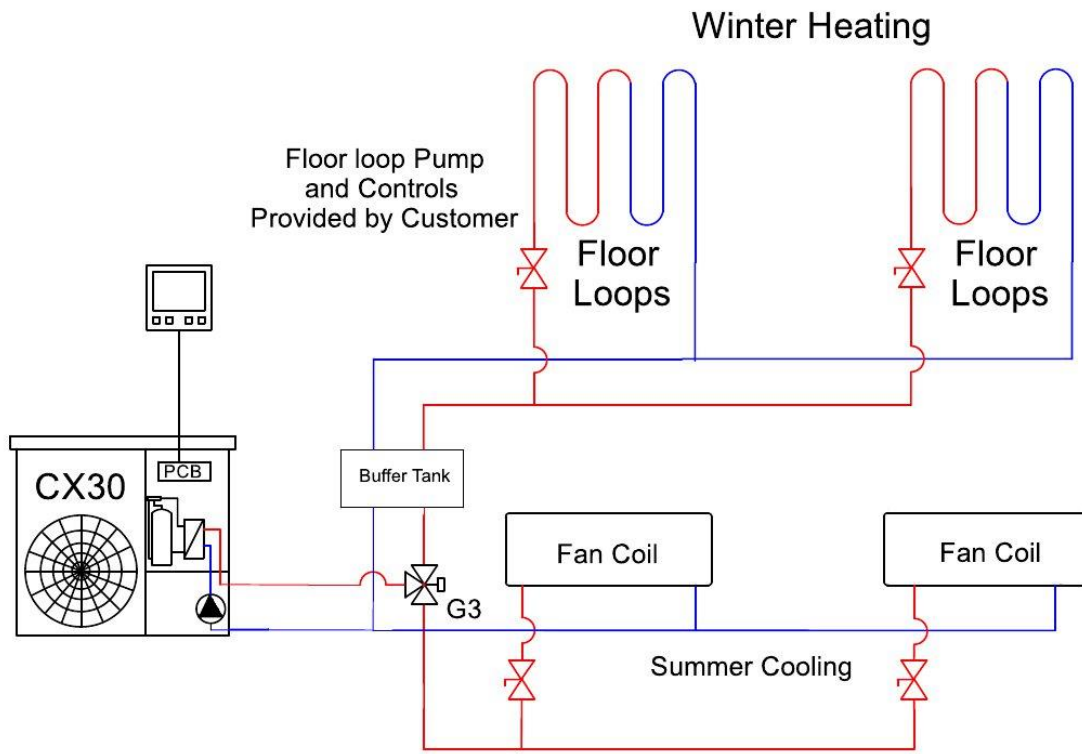 Winter Heating
Floor loop Pump
and Controls
Provided by Customer
Floor
Loops
Floor
Loops
PCB
CX30
Buffer Tank
Fan Coil
Fan Coil
G3
Summer Cooling